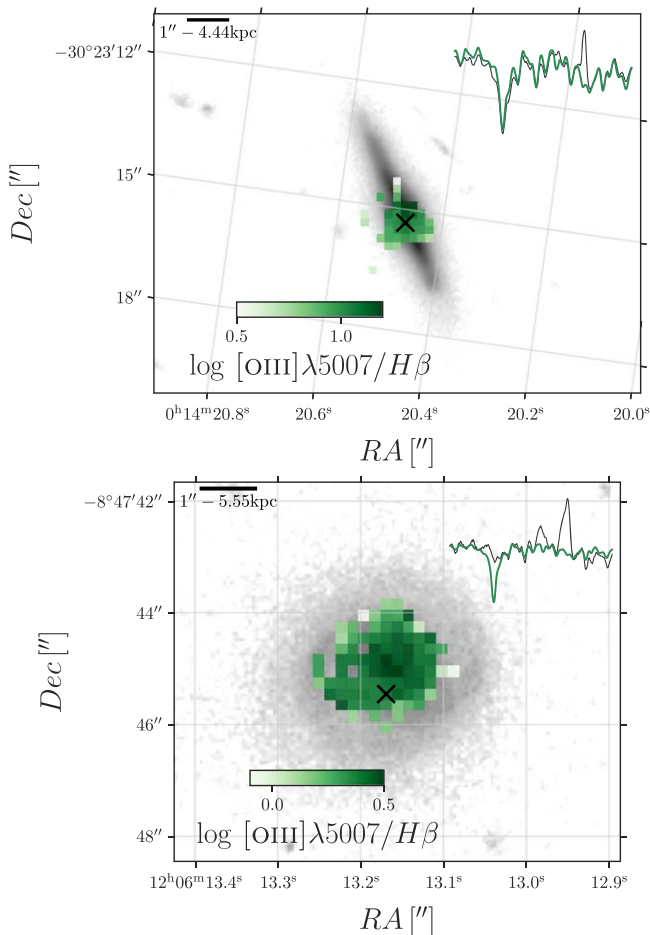 1″ − 4.44kpc
−30°23′12″
15″
18″
Dec [″]
0.5 1.0
log [OIII]λ5007/Hβ
0ʰ14ᵐ20.8ˢ 20.6ˢ 20.4ˢ 20.2ˢ 20.0ˢ
RA [″]
−8°47′42″
1″ − 5.55kpc
44″
46″
48″
Dec [″]
0.0 0.5
log [OIII]λ5007/Hβ
12ʰ06ᵐ13.4ˢ 13.3ˢ 13.2ˢ 13.1ˢ 13.0ˢ 12.9ˢ
RA [″]